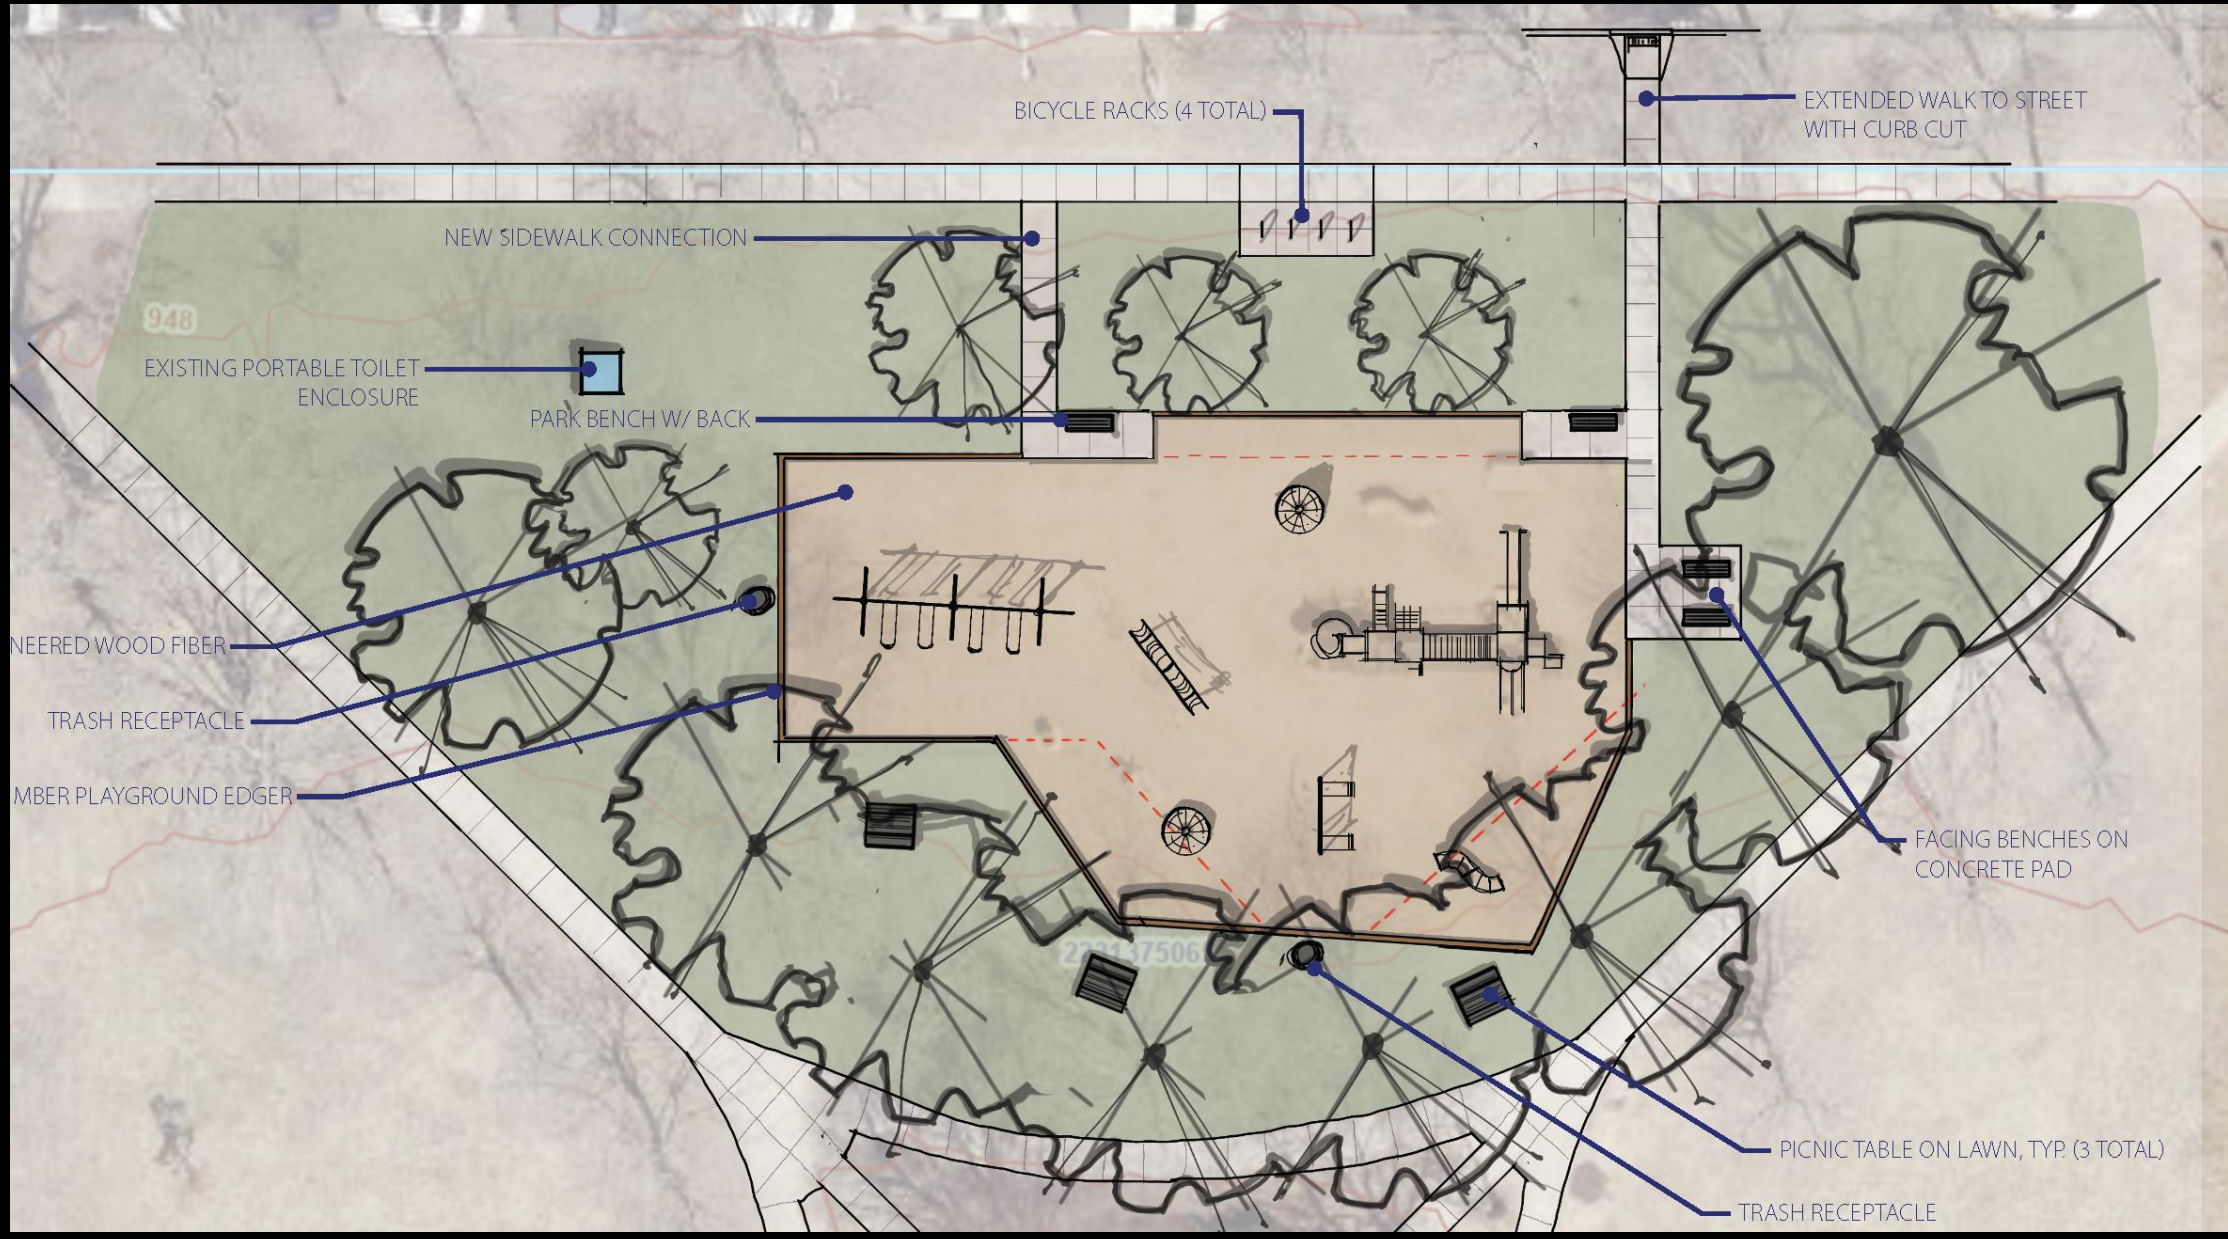 EXTENDED WALK TO STREET
WITH CURB CUT
BICYCLE RACKS (4 TOTAL)
NEW SIDEWALK CONNECTION
948
EXISTING PORTABLE TOILET
ENCLOSURE
PARK BENCH W/ BACK
NEERED WOOD FIBER
TRASH RECEPTACLE
MBER PLAYGROUND EDGER
FACING BENCHES ON
CONCRETE PAD
PICNIC TABLE ON LAWN, TYP. (3 TOTAL)
TRASH RECEPTACLE